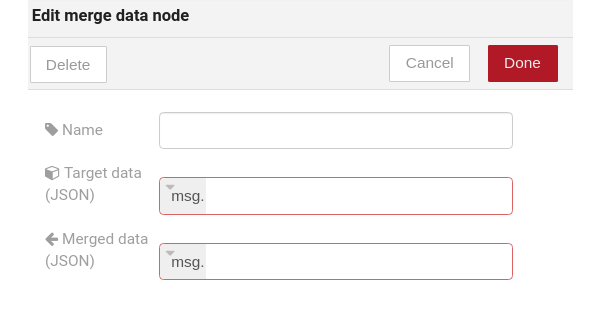 Edit merge data node
Delete
Cancel
Done
Name
Target data
(JSON)
msg.
Merged data
(JSON)
msg.